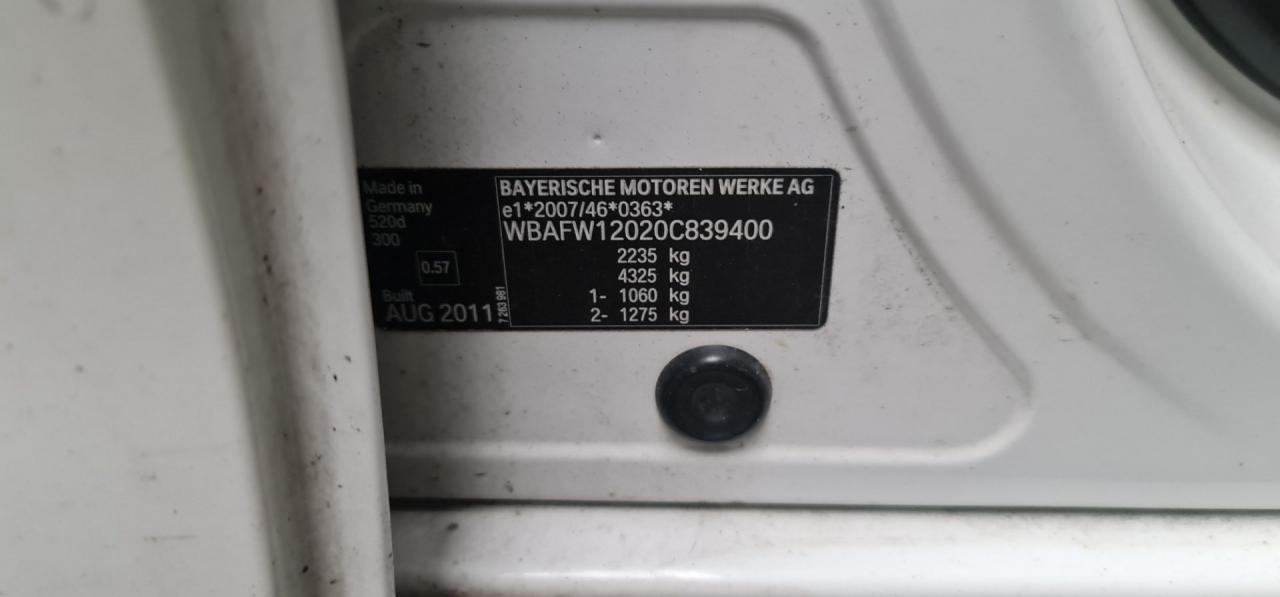 Made in
Germany
520d
300
0.57
Built
AUG 2011
7 263 981
BAYERISCHE MOTOREN WERKE AG
e1*2007/46*0363*
WBAFW12020C839400
2235 kg
4325 kg
1- 1060 kg
2- 1275 kg